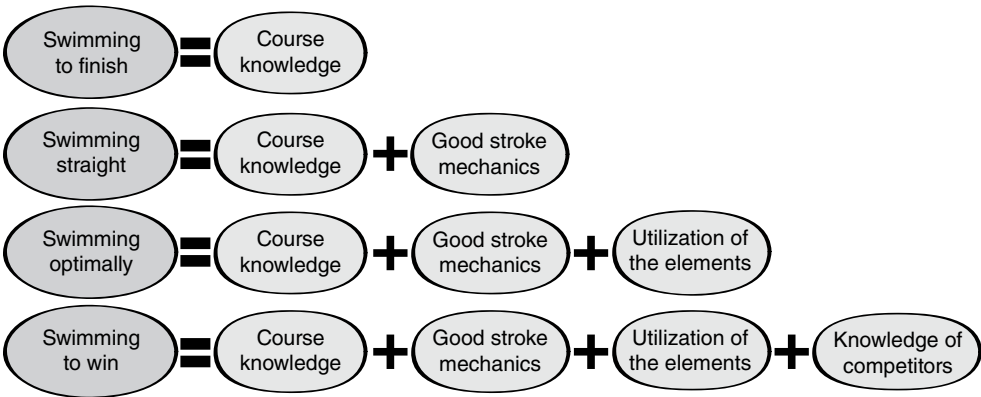 Swimming
to finish
=
Course
knowledge
Swimming
straight
=
Course
knowledge
+
Good stroke
mechanics
Swimming
optimally
=
Course
knowledge
+
Good stroke
mechanics
+
Utilization of
the elements
Swimming
to win
=
Course
knowledge
+
Good stroke
mechanics
+
Utilization of
the elements
+
Knowledge of
competitors